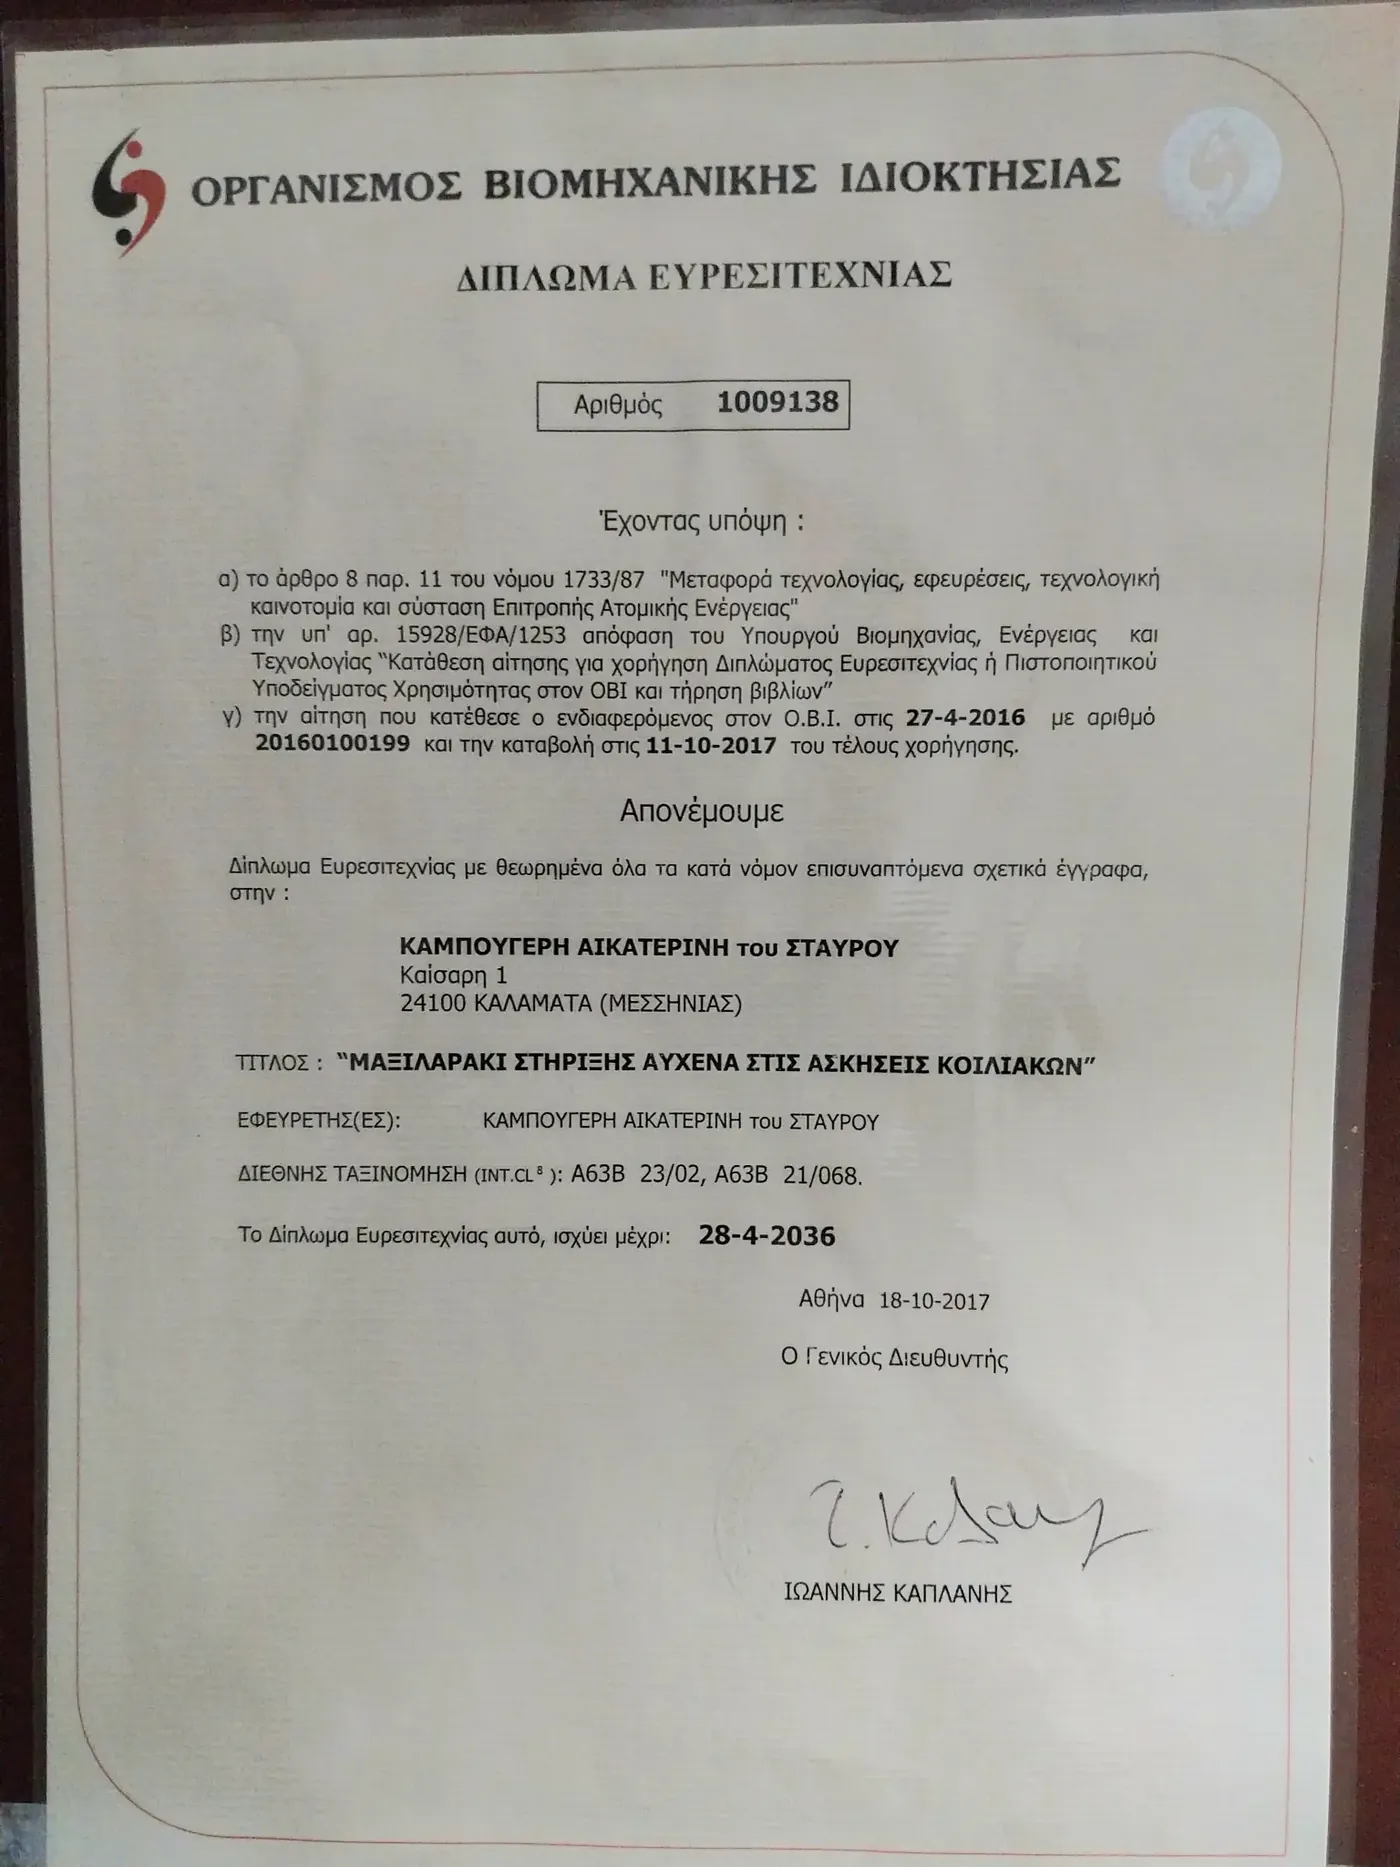 ΟΡΓΑΝΙΣΜΟΣ ΒΙΟΜΗΧΑΝΙΚΗΣ ΙΔΙΟΚΤΗΣΙΑΣ
ΔΙΠΛΩΜΑ ΕΥΡΕΣΙΤΕΧΝΙΑΣ
Αριθμός 1009138
Έχοντας υπόψη :
α) το άρθρο 8 παρ. 11 του νόμου 1733/87 "Μεταφορά τεχνολογίας, εφευρέσεις, τεχνολογική
καινοτομία και σύσταση Επιτροπής Ατομικής Ενέργειας"
β) την υπ' αρ. 15928/ΕΦΑ/1253 απόφαση του Υπουργού Βιομηχανίας, Ενέργειας και
Τεχνολογίας “Κατάθεση αίτησης για χορήγηση Διπλώματος Ευρεσιτεχνίας ή Πιστοποιητικού
Υποδείγματος Χρησιμότητας στον ΟΒΙ και τήρηση βιβλίων”
γ) την αίτηση που κατέθεσε ο ενδιαφερόμενος στον Ο.Β.Ι. στις 27-4-2016 με αριθμό
20160100199 και την καταβολή στις 11-10-2017 του τέλους χορήγησης.
Απονέμουμε
Δίπλωμα Ευρεσιτεχνίας με θεωρημένα όλα τα κατά νόμον επισυναπτόμενα σχετικά έγγραφα,
στην :
ΚΑΜΠΟΥΓΕΡΗ ΑΙΚΑΤΕΡΙΝΗ του ΣΤΑΥΡΟΥ
Καίσαρη 1
24100 ΚΑΛΑΜΑΤΑ (ΜΕΣΣΗΝΙΑΣ)
ΤΙΤΛΟΣ : “ΜΑΞΙΛΑΡΑΚΙ ΣΤΗΡΙΞΗΣ ΑΥΧΕΝΑ ΣΤΙΣ ΑΣΚΗΣΕΙΣ ΚΟΙΛΙΑΚΩΝ”
ΕΦΕΥΡΕΤΗΣ(ΕΣ): ΚΑΜΠΟΥΓΕΡΗ ΑΙΚΑΤΕΡΙΝΗ του ΣΤΑΥΡΟΥ
ΔΙΕΘΝΗΣ ΤΑΞΙΝΟΜΗΣΗ (INT.CL⁸ ): A63B 23/02, A63B 21/068.
Το Δίπλωμα Ευρεσιτεχνίας αυτό, ισχύει μέχρι: 28-4-2036
Αθήνα 18-10-2017
Ο Γενικός Διευθυντής
ΙΩΑΝΝΗΣ ΚΑΠΛΑΝΗΣ